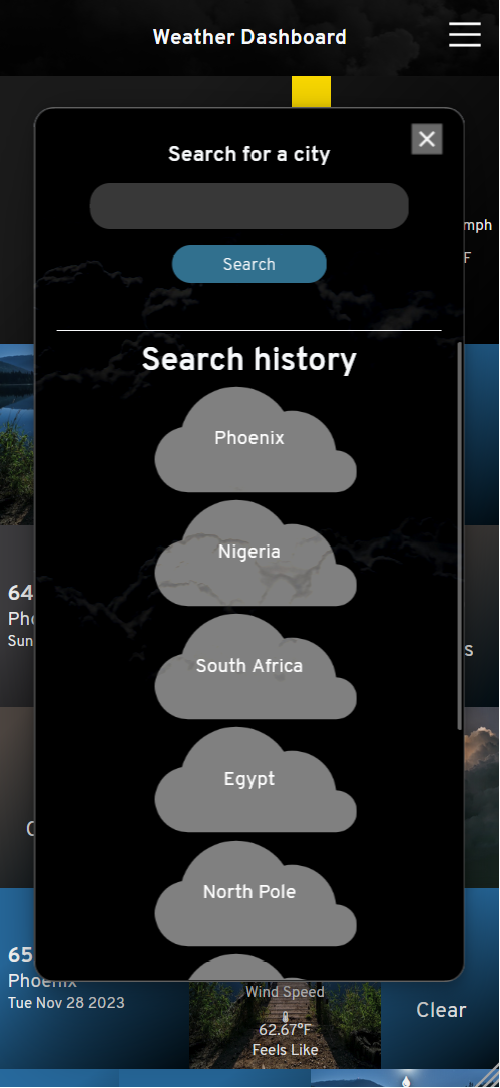 Weather Dashboard
Search for a city
mph
Search
Search history
Phoenix
Nigeria
64
Sun
South Africa
Egypt
North Pole
65
Phoenix
Tue Nov 28 2023
Wind Speed
62.67°F
Feels Like
Clear